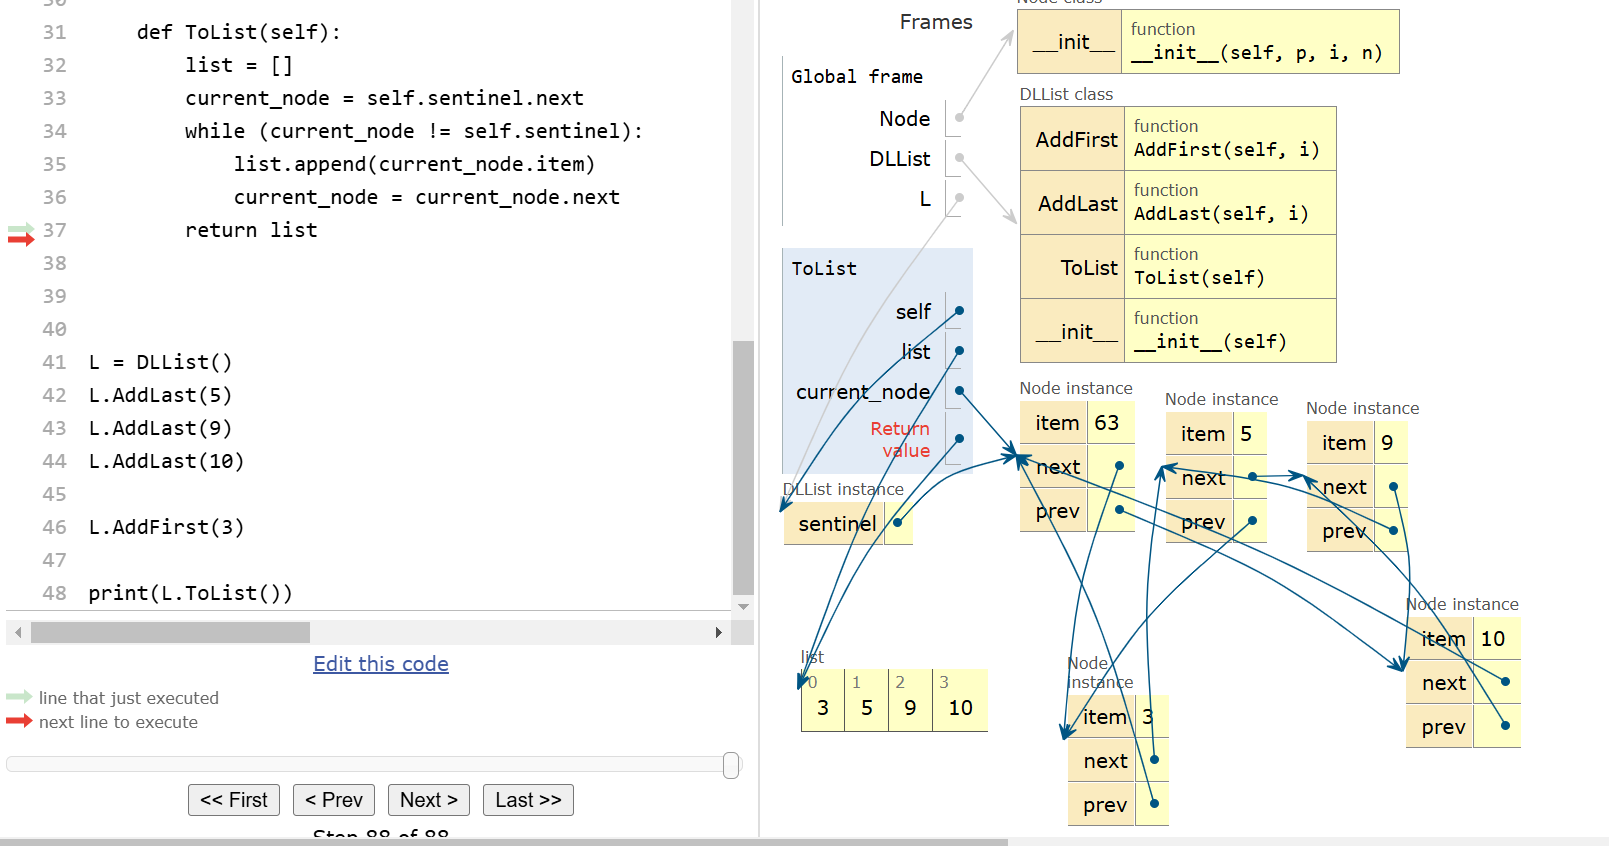 30
31 def ToList(self):
32 list = []
33 current_node = self.sentinel.next
34 while (current_node != self.sentinel):
35 list.append(current_node.item)
36 current_node = current_node.next
37 return list
38
39
40
41 L = DLList()
42 L.AddLast(5)
43 L.AddLast(9)
44 L.AddLast(10)
45
46 L.AddFirst(3)
47
48 print(L.ToList())
Edit this code
line that just executed
next line to execute
<< First
< Prev
Next >
Last >>
Step 88 of 88
Frames
Global frame
Node
DLList
L
ToList
self
list
current_node
Return
value
Node class
__init__
function
__init__(self, p, i, n)
DLList class
AddFirst
function
AddFirst(self, i)
AddLast
function
AddLast(self, i)
ToList
function
ToList(self)
__init__
function
__init__(self)
DLList instance
sentinel
Node instance
item 63
next
prev
Node instance
item 5
next
prev
Node instance
item 9
next
prev
Node instance
item 10
next
prev
list
0 1 2 3
3 5 9 10
Node
instance
item 3
next
prev